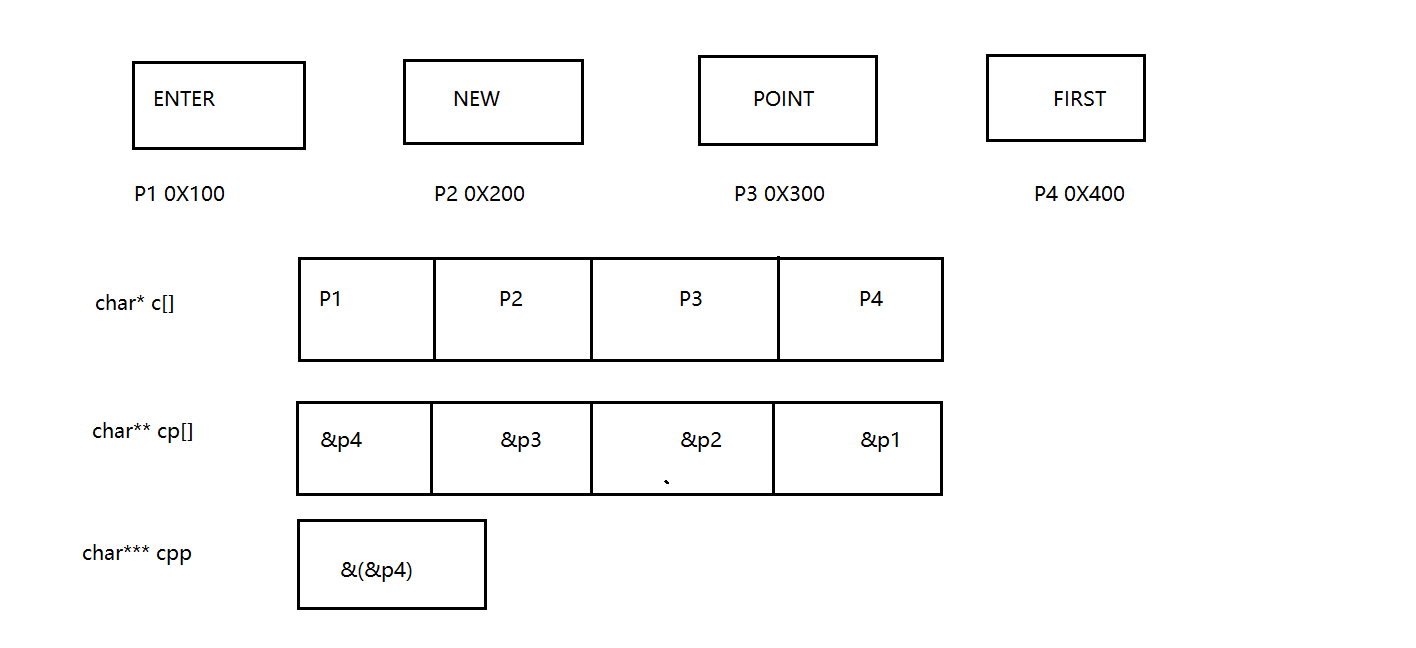 ENTER NEW POINT FIRST
P1 0X100 P2 0X200 P3 0X300 P4 0X400
char* c[] P1 P2 P3 P4
char** cp[] &p4 &p3 &p2 &p1
char*** cpp &(&p4)